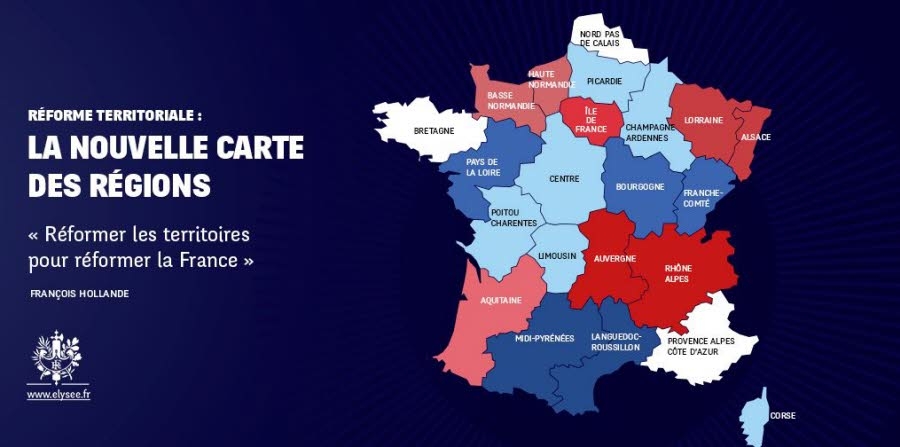 RÉFORME TERRITORIALE :
LA NOUVELLE CARTE
DES RÉGIONS
« Réformer les territoires
pour réformer la France »
FRANÇOIS HOLLANDE
www.elysee.fr
NORD PAS
DE CALAIS
PICARDIE
HAUTE
NORMANDIE
BASSE
NORMANDIE
ÎLE
DE
FRANCE
CHAMPAGNE
ARDENNES
LORRAINE
ALSACE
BRETAGNE
PAYS DE
LA LOIRE
CENTRE
BOURGOGNE
FRANCHE-
COMTÉ
POITOU
CHARENTES
LIMOUSIN
AUVERGNE
RHÔNE
ALPES
AQUITAINE
MIDI-PYRÉNÉES
LANGUEDOC-
ROUSSILLON
PROVENCE ALPES
CÔTE D'AZUR
CORSE